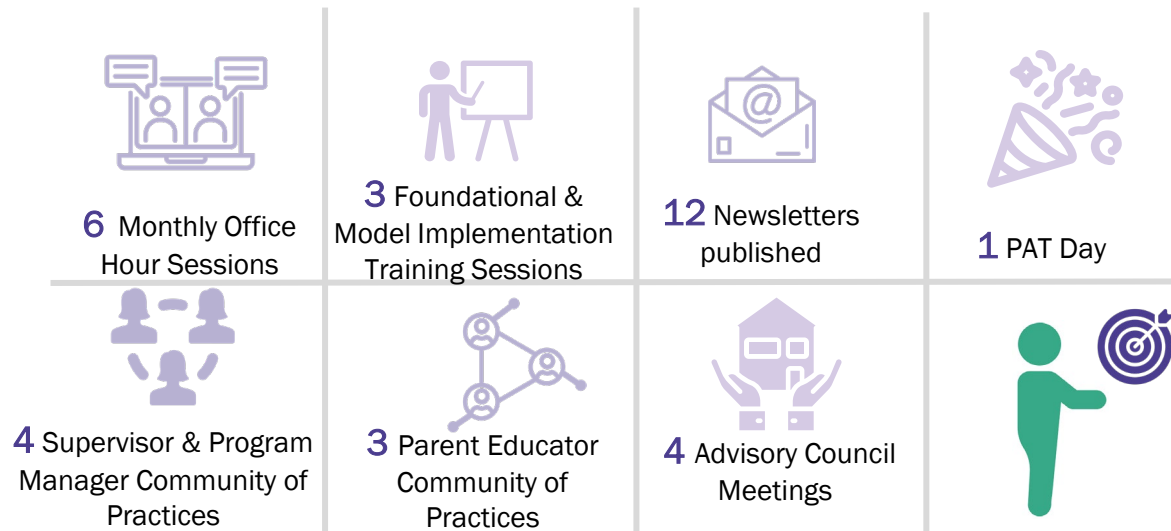 6 Monthly Office
Hour Sessions
3 Foundational &
Model Implementation
Training Sessions
@
12 Newsletters
published
1 PAT Day
4 Supervisor & Program
Manager Community of
Practices
3 Parent Educator
Community of
Practices
4 Advisory Council
Meetings